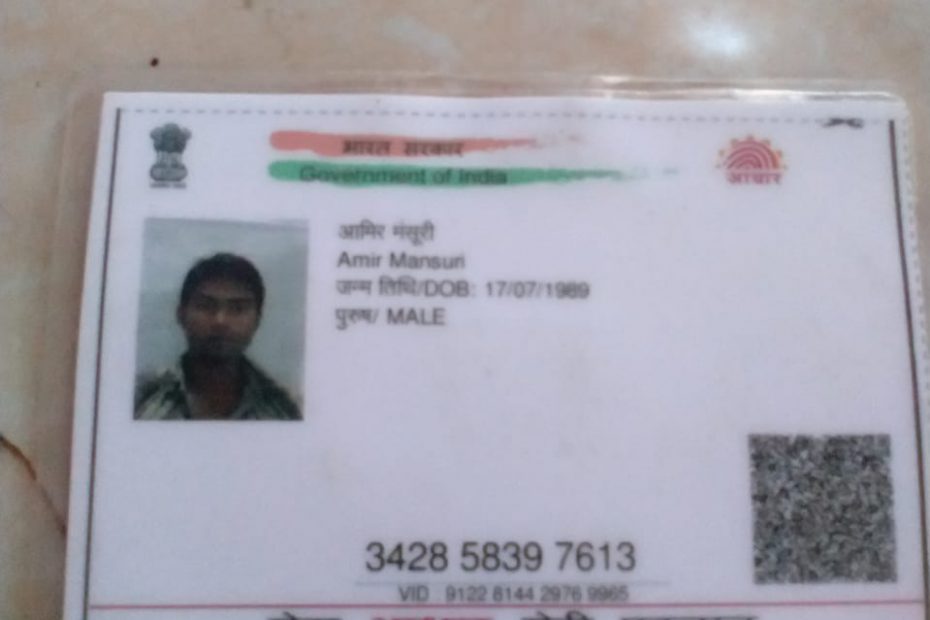 भारत सरकार
Government of India
आधार
आमिर मंसूरी
Amir Mansuri
जन्म तिथि/DOB: 17/07/1989
पुरुष/ MALE
3428 5839 7613
VID 9122 8144 2976 9965